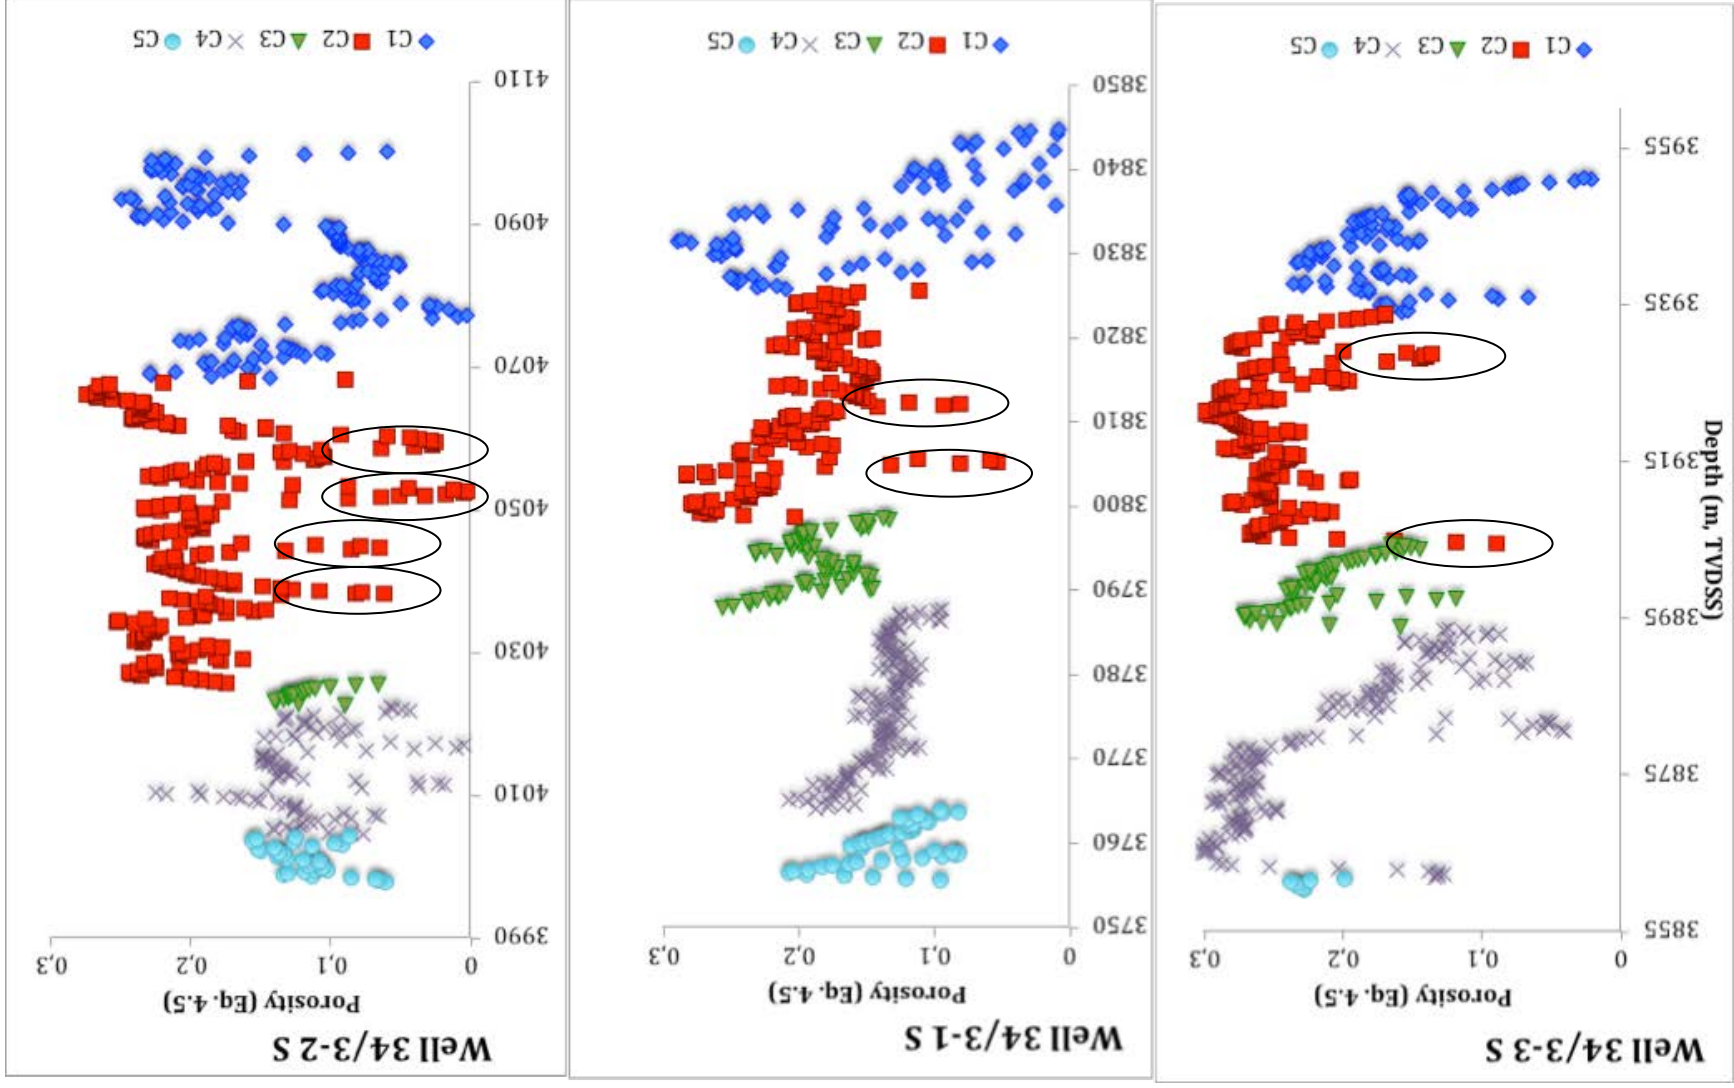 Well 34/3-3 S
Porosity (Eq. 4.5)
0 0,1 0,2 0,3
3855
3875
3895
3915
3935
3955
Depth (m, TVDSS)
C1 C2 C3 C4 C5
Well 34/3-1 S
Porosity (Eq. 4.5)
0 0,1 0,2 0,3
3750
3760
3770
3780
3790
3800
3810
3820
3830
3840
3850
C1 C2 C3 C4 C5
Well 34/3-2 S
Porosity (Eq. 4.5)
0 0,1 0,2 0,3
3990
4010
4030
4050
4070
4090
4110
C1 C2 C3 C4 C5